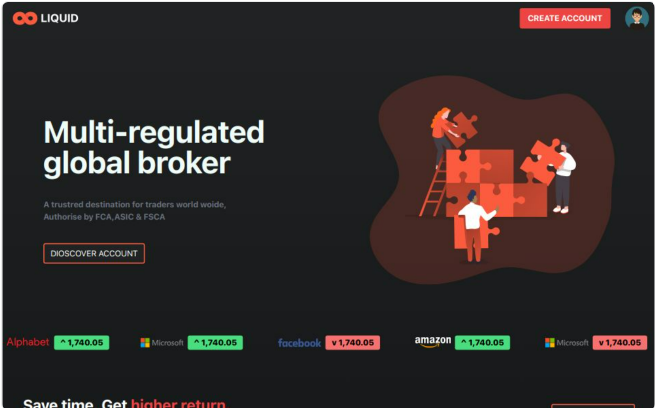 LIQUID
CREATE ACCOUNT
Multi-regulated
global broker
A trustred destination for traders world woide,
Authorise by FCA,ASIC & FSCA
DIOSCOVER ACCOUNT
Alphabet ^ 1,740.05 Microsoft ^ 1,740.05 facebook v 1,740.05 amazon ^ 1,740.05 Microsoft v 1,740.05
Save time. Get higher return